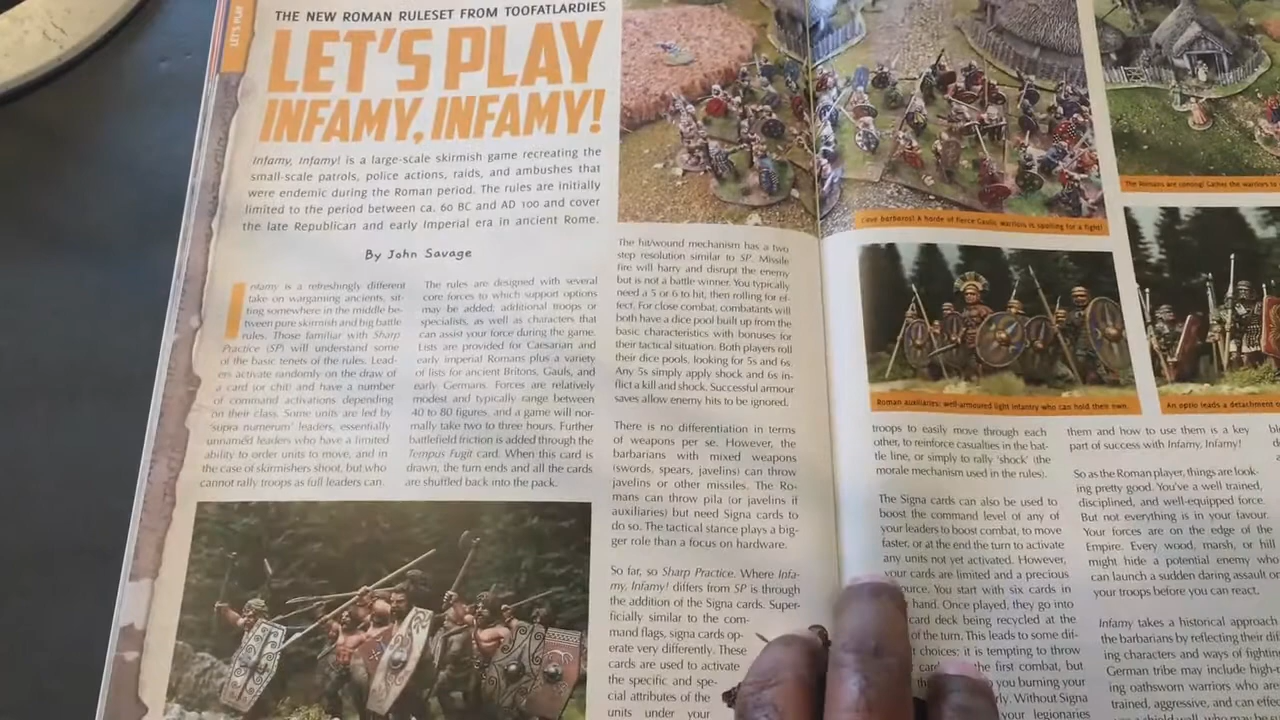 LET'S PLAY
THE NEW ROMAN RULESET FROM TOOFATLARDIES
LET'S PLAY
INFAMY, INFAMY!
Infamy, Infamy! is a large-scale skirmish game recreating the
small-scale patrols, police actions, raids, and ambushes that
were endemic during the Roman period. The rules are initially
limited to the period between ca. 60 BC and AD 100 and cover
the late Republican and early Imperial era in ancient Rome.
By John Savage
Infamy is a refreshingly different
take on wargaming ancients, sit-
ting somewhere in the middle be-
tween pure skirmish and big battle
rules. Those familiar with Sharp
Practice (SP) will understand some
of the basic tenets of the rules. Lead-
ers activate randomly on the draw of
a card (or chit) and have a number
of command activations depending
on their class. Some units are led by
'supra numerum' leaders, essentially
unnamed leaders who have a limited
ability to order units to move, and in
the case of skirmishers shoot, but who
cannot rally troops as full leaders can.
The rules are designed with several
core forces to which support options
may be added; additional troops or
specialists, as well as characters that
can assist your force during the game.
Lists are provided for Caesarian and
early imperial Romans plus a variety
of lists for ancient Britons, Gauls, and
early Germans. Forces are relatively
modest and typically range between
40 to 80 figures, and a game will nor-
mally take two to three hours. Further
battlefield friction is added through the
Tempus Fugit card. When this card is
drawn, the turn ends and all the cards
are shuffled back into the pack.
The hit/wound mechanism has a two
step resolution similar to SP. Missile
fire will harry and disrupt the enemy
but is not a battle winner. You typically
need a 5 or 6 to hit, then rolling for ef-
fect. For close combat, combatants will
both have a dice pool built up from the
basic characteristics with bonuses for
their tactical situation. Both players roll
their dice pools, looking for 5s and 6s.
Any 5s simply apply shock and 6s in-
flict a kill and shock. Successful armour
saves allow enemy hits to be ignored.
There is no differentiation in terms
of weapons per se. However, the
barbarians with mixed weapons
(swords, spears, javelins) can throw
javelins or other missiles. The Ro-
mans can throw pila (or javelins if
auxiliaries) but need Signa cards to
do so. The tactical stance plays a big-
ger role than a focus on hardware.
So far, so Sharp Practice. Where Infa-
my, Infamy! differs from SP is through
the addition of the Signa cards. Super-
ficially similar to the com-
mand flags, signa cards op-
erate very differently. These
cards are used to activate
the specific and spe-
cial attributes of the
units under your
Cave barbaros! A horde of fierce Gaulic warriors is spoiling for a fight!
The Romans are coming! Gather the warriors to
Roman auxiliaries: well-armoured light infantry who can hold their own.
An optio leads a detachment o
troops to easily move through each
other, to reinforce casualties in the bat-
tle line, or simply to rally 'shock' (the
morale mechanism used in the rules).
The Signa cards can also be used to
boost the command level of any of
your leaders to boost combat, to move
faster, or at the end the turn to activate
any units not yet activated. However,
your cards are limited and a precious
ource. You start with six cards in
hand. Once played, they go into
card deck being recycled at the
of the turn. This leads to some dif-
t choices: it is tempting to throw
card the first combat, but
you burning your
rly. Without Signa
your legionaries
them and how to use them is a key
part of success with Infamy, Infamy!
So as the Roman player, things are look-
ing pretty good. You've a well trained,
disciplined, and well-equipped force.
But not everything is in your favour.
Your forces are on the edge of the
Empire. Every wood, marsh, or hill
might hide a potential enemy who
can launch a sudden daring assault on
your troops before you can react.
Infamy takes a historical approach
the barbarians by reflecting their di
ing characters and ways of fightin
German tribe may include high-
ing oathsworn warriors who are
trained, aggressive, and can effe